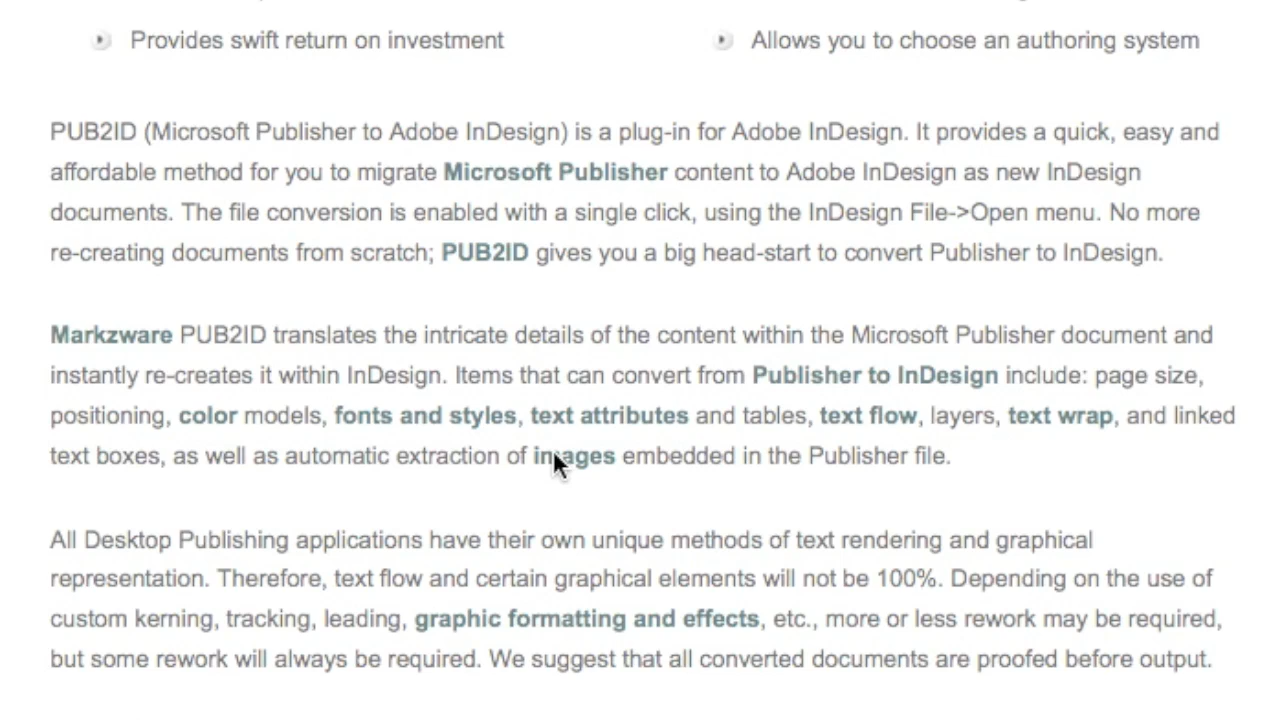 Provides swift return on investment
Allows you to choose an authoring system
PUB2ID (Microsoft Publisher to Adobe InDesign) is a plug-in for Adobe InDesign. It provides a quick, easy and
affordable method for you to migrate Microsoft Publisher content to Adobe InDesign as new InDesign
documents. The file conversion is enabled with a single click, using the InDesign File->Open menu. No more
re-creating documents from scratch; PUB2ID gives you a big head-start to convert Publisher to InDesign.
Markzware PUB2ID translates the intricate details of the content within the Microsoft Publisher document and
instantly re-creates it within InDesign. Items that can convert from Publisher to InDesign include: page size,
positioning, color models, fonts and styles, text attributes and tables, text flow, layers, text wrap, and linked
text boxes, as well as automatic extraction of images embedded in the Publisher file.
All Desktop Publishing applications have their own unique methods of text rendering and graphical
representation. Therefore, text flow and certain graphical elements will not be 100%. Depending on the use of
custom kerning, tracking, leading, graphic formatting and effects, etc., more or less rework may be required,
but some rework will always be required. We suggest that all converted documents are proofed before output.